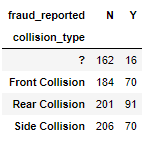 fraud_reported N Y
collision_type
? 162 16
Front Collision 184 70
Rear Collision 201 91
Side Collision 206 70